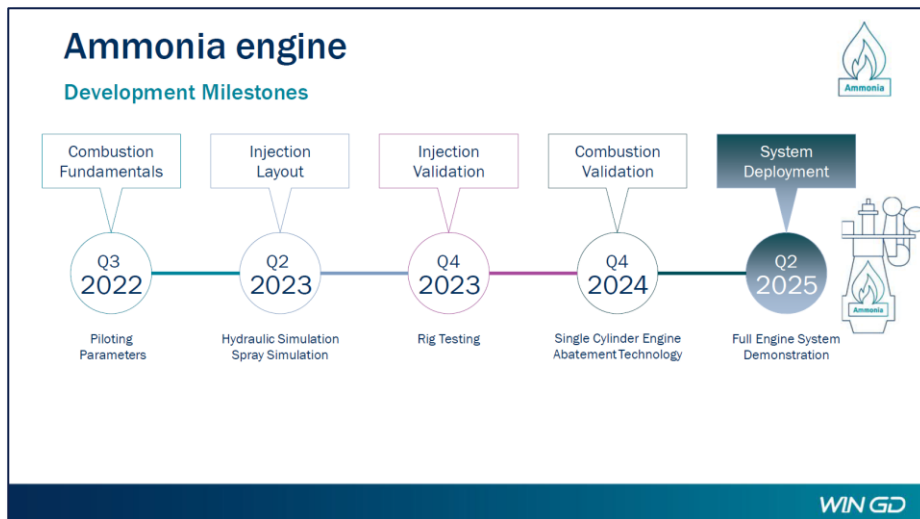 Ammonia engine
Development Milestones
Ammonia
Combustion
Fundamentals
Injection
Layout
Injection
Validation
Combustion
Validation
System
Deployment
Q3
2022
Q2
2023
Q4
2023
Q4
2024
Q2
2025
Ammonia
Piloting
Parameters
Hydraulic Simulation
Spray Simulation
Rig Testing
Single Cylinder Engine
Abatement Technology
Full Engine System
Demonstration
WIN GD